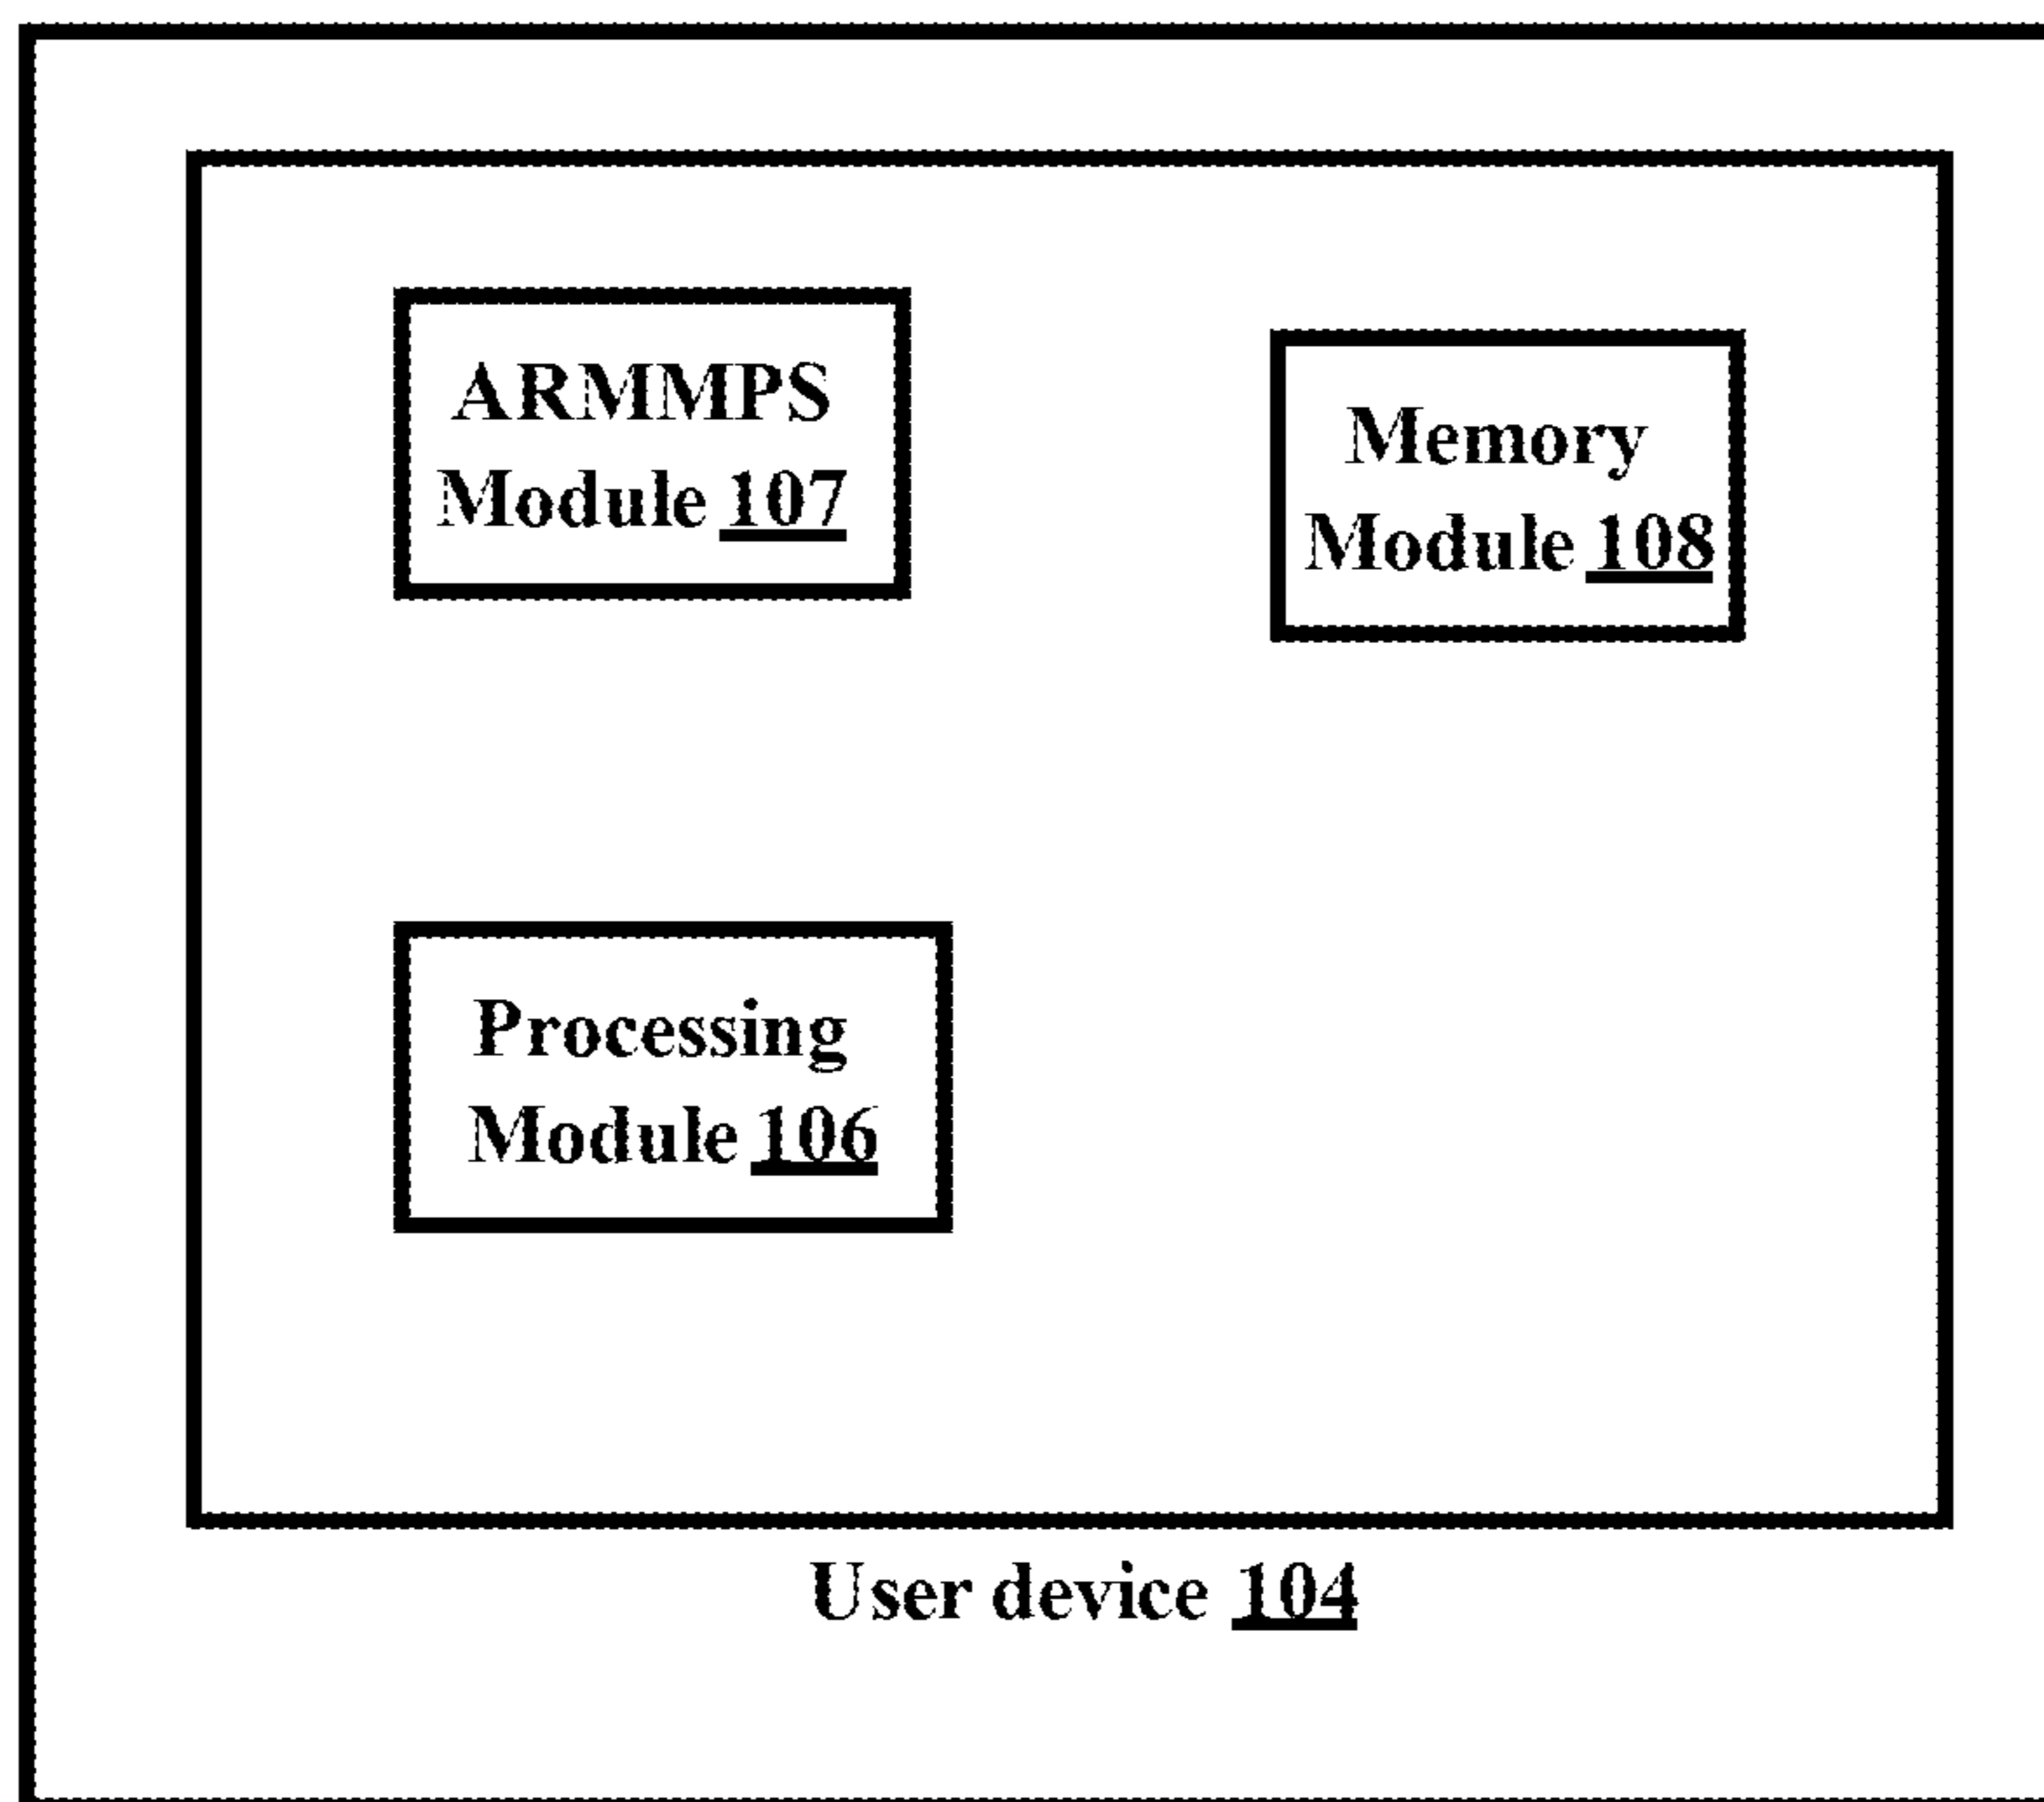 ARMMPS
Module 107
Memory
Module 108
Processing
Module 106
User device 104